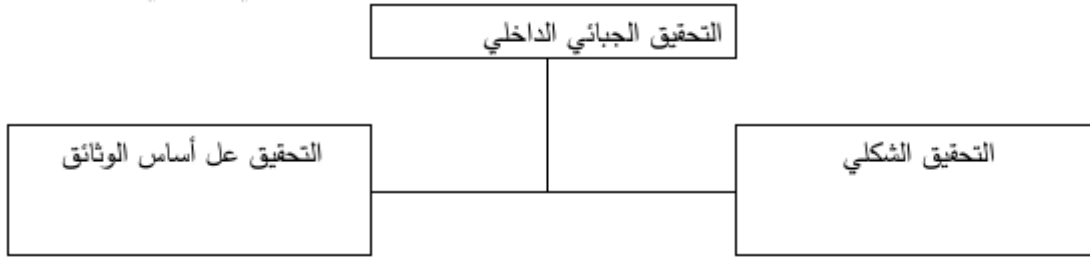 التحقيق الجبائي الداخلي
التحقيق الشكلي
التحقيق عل أساس الوثائق